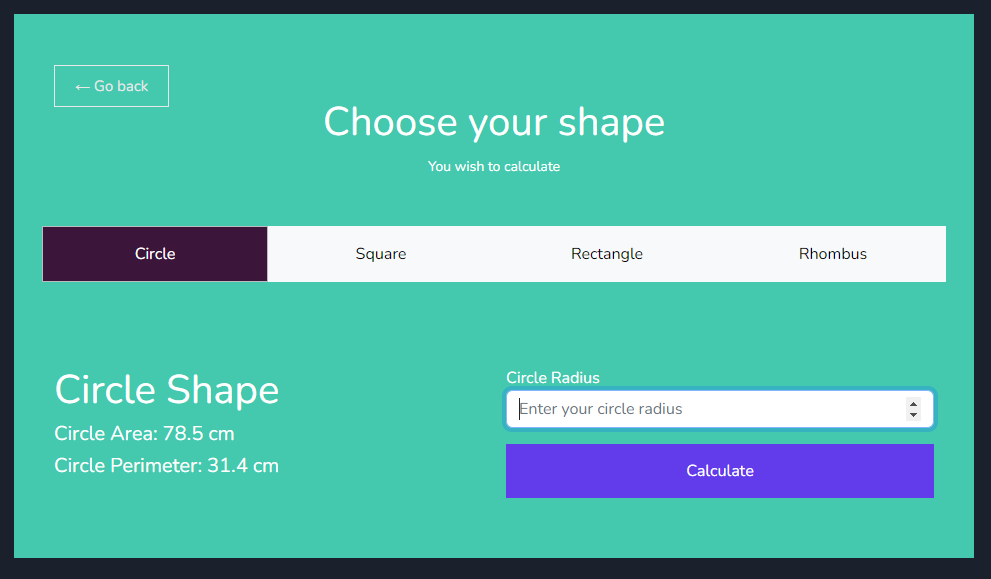 ← Go back
Choose your shape
You wish to calculate
Circle Square Rectangle Rhombus
Circle Shape
Circle Area: 78.5 cm
Circle Perimeter: 31.4 cm
Circle Radius
Enter your circle radius
Calculate